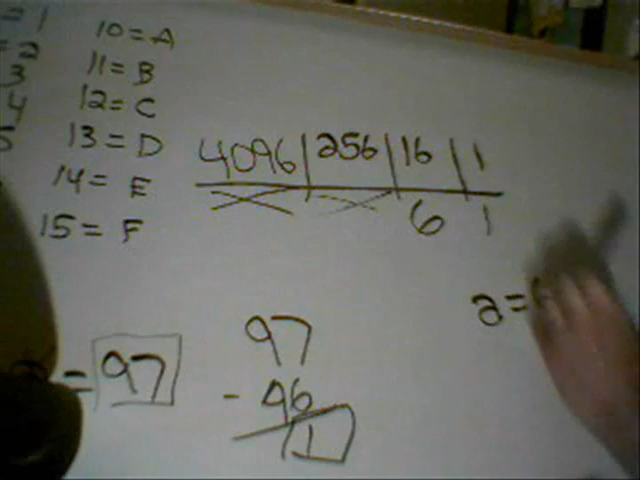 = 1
= 2
3
4
5
10 = A
11 = B
12 = C
13 = D
14 = E
15 = F
4096 | 256 | 16 | 1
6 1
a =
= 97
97
- 96
1